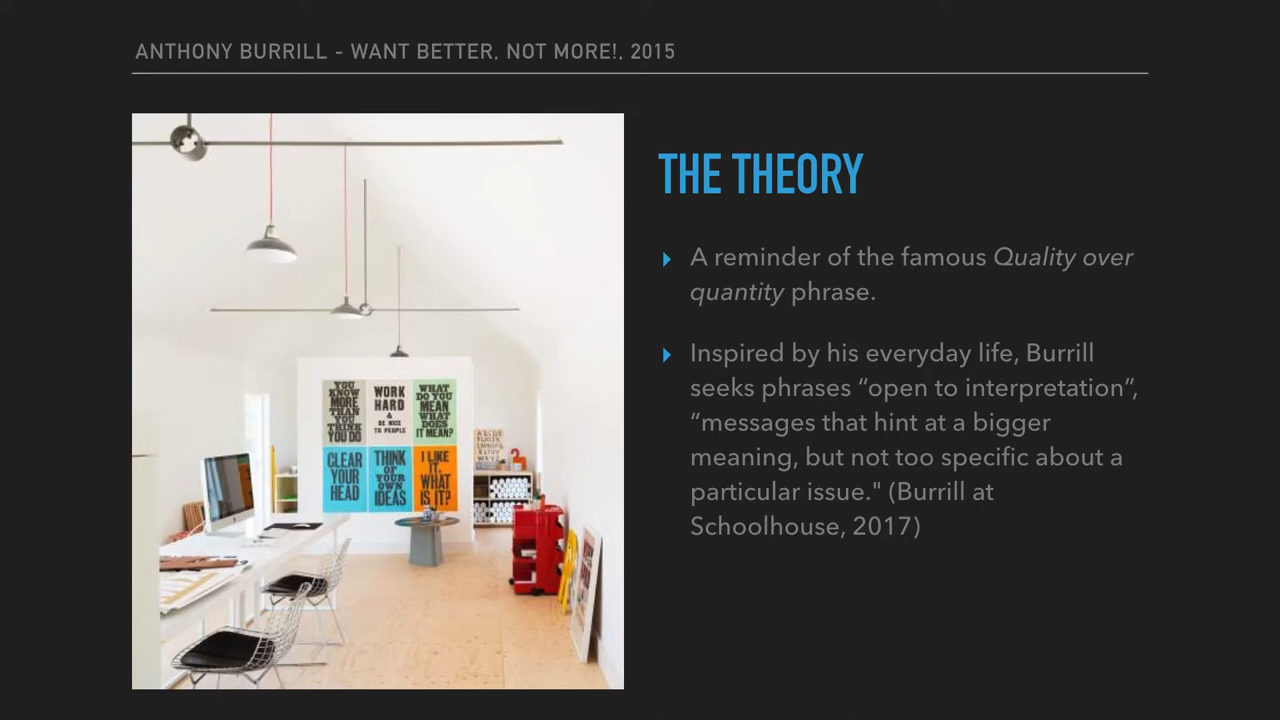 ANTHONY BURRILL - WANT BETTER, NOT MORE!, 2015
THE THEORY
A reminder of the famous Quality over
quantity phrase.
Inspired by his everyday life, Burrill
seeks phrases “open to interpretation”,
“messages that hint at a bigger
meaning, but not too specific about a
particular issue." (Burrill at
Schoolhouse, 2017)
YOU
KNOW
MORE
THAN
YOU
THINK
YOU DO
WORK
HARD
&
BE NICE
TO PEOPLE
WHAT
DO YOU
MEAN
WHAT
DOES
IT MEAN?
CLEAR
YOUR
HEAD
THINK
OF
YOUR
OWN
IDEAS
I LIKE
IT.
WHAT
IS IT?